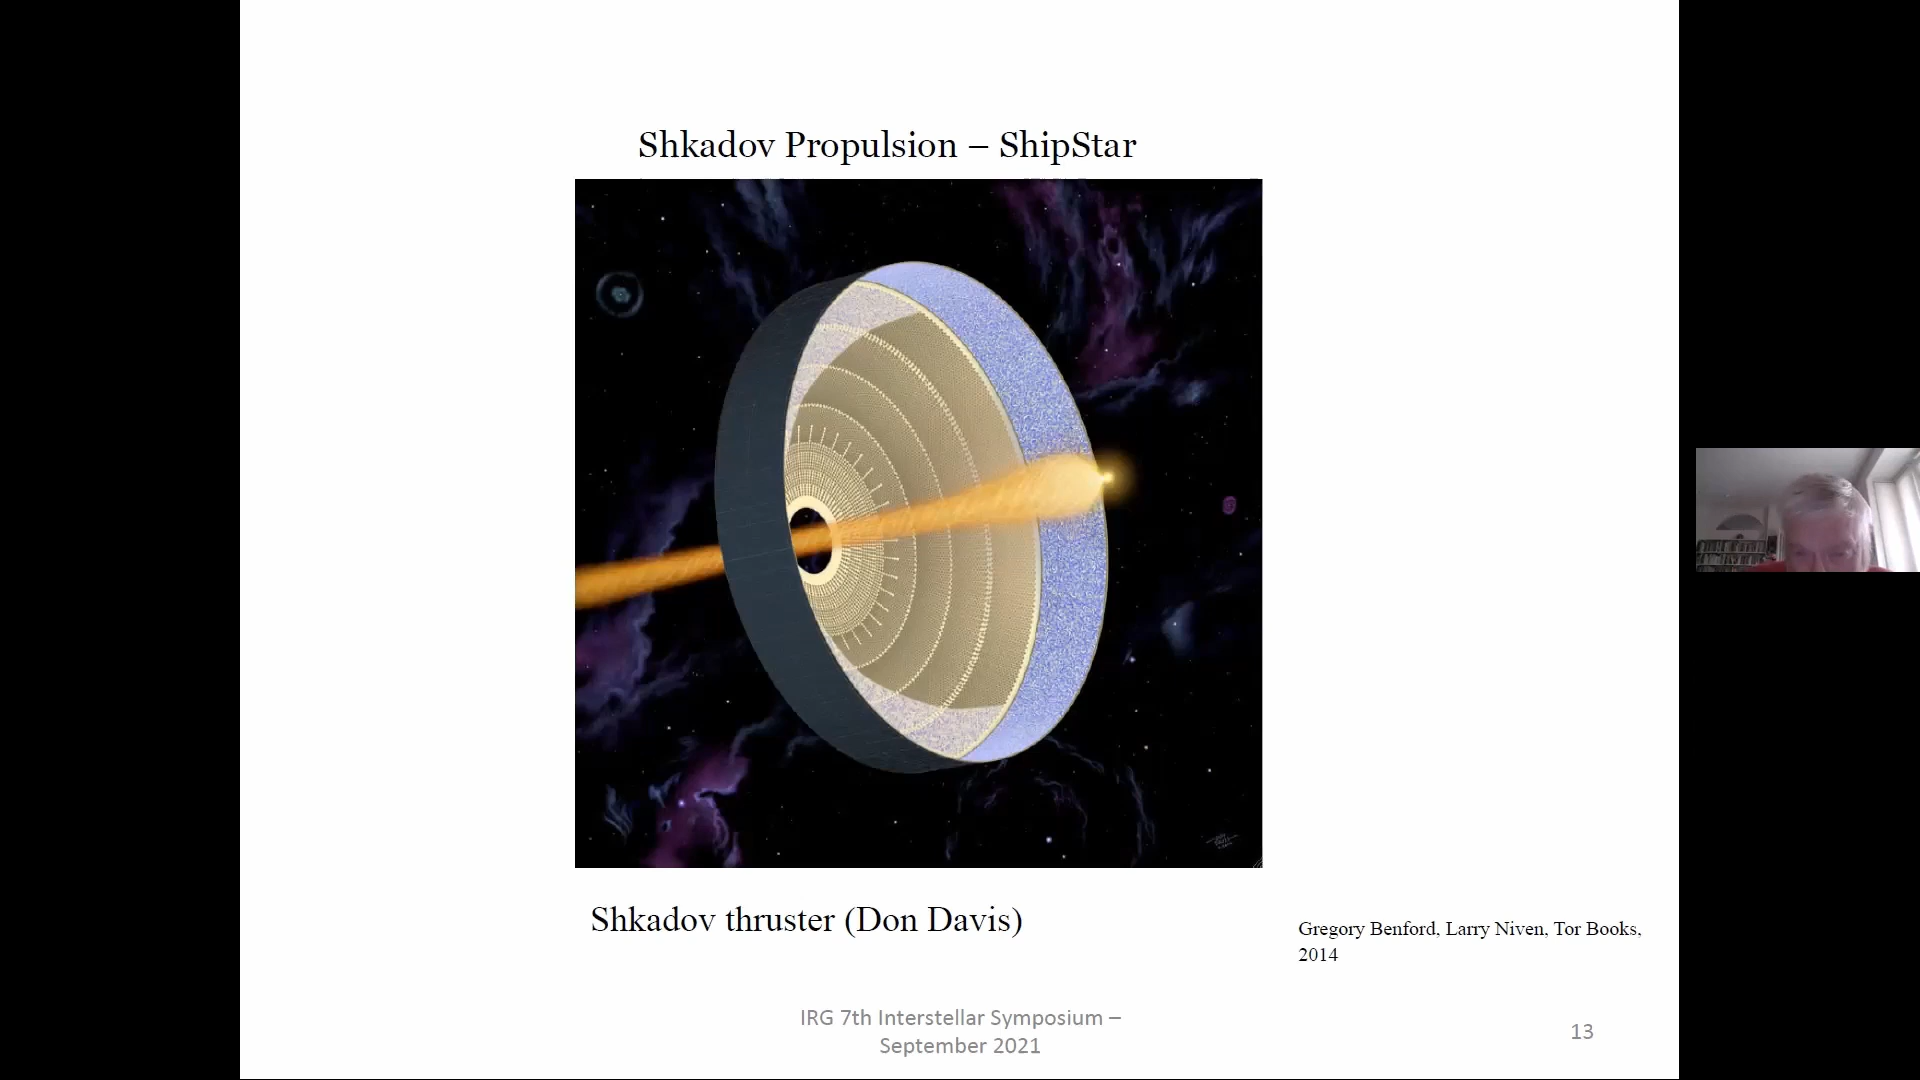 Shkadov Propulsion – ShipStar
Shkadov thruster (Don Davis)
Gregory Benford, Larry Niven, Tor Books,
2014
IRG 7th Interstellar Symposium –
September 2021
13